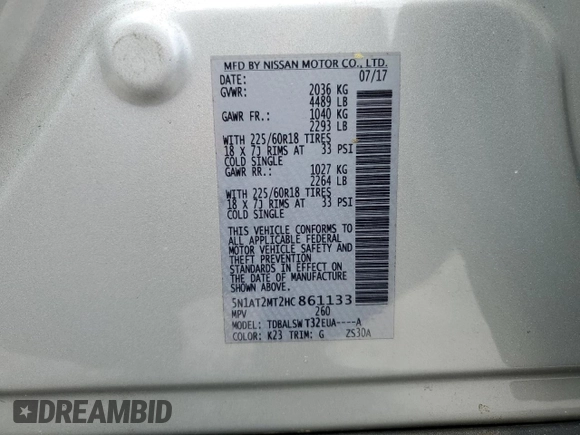 MFD BY NISSAN MOTOR CO., LTD.
DATE: 07/17
GVWR: 2036 KG
4489 LB
GAWR FR.: 1040 KG
2293 LB
WITH 225/60R18 TIRES
18 X 7J RIMS AT 33 PSI
COLD SINGLE
GAWR RR.: 1027 KG
2264 LB
WITH 225/60R18 TIRES
18 X 7J RIMS AT 33 PSI
COLD SINGLE
THIS VEHICLE CONFORMS TO
ALL APPLICABLE FEDERAL
MOTOR VEHICLE SAFETY
AND THEFT PREVENTION
STANDARDS IN EFFECT ON
THE DATE OF MANUFACTURE
SHOWN ABOVE.
5N1AT2MT2HC861133
MPV 260
MODEL: TDBALSW T32EUA----A
COLOR: K23 TRIM: G ZS30A
DREAMBID